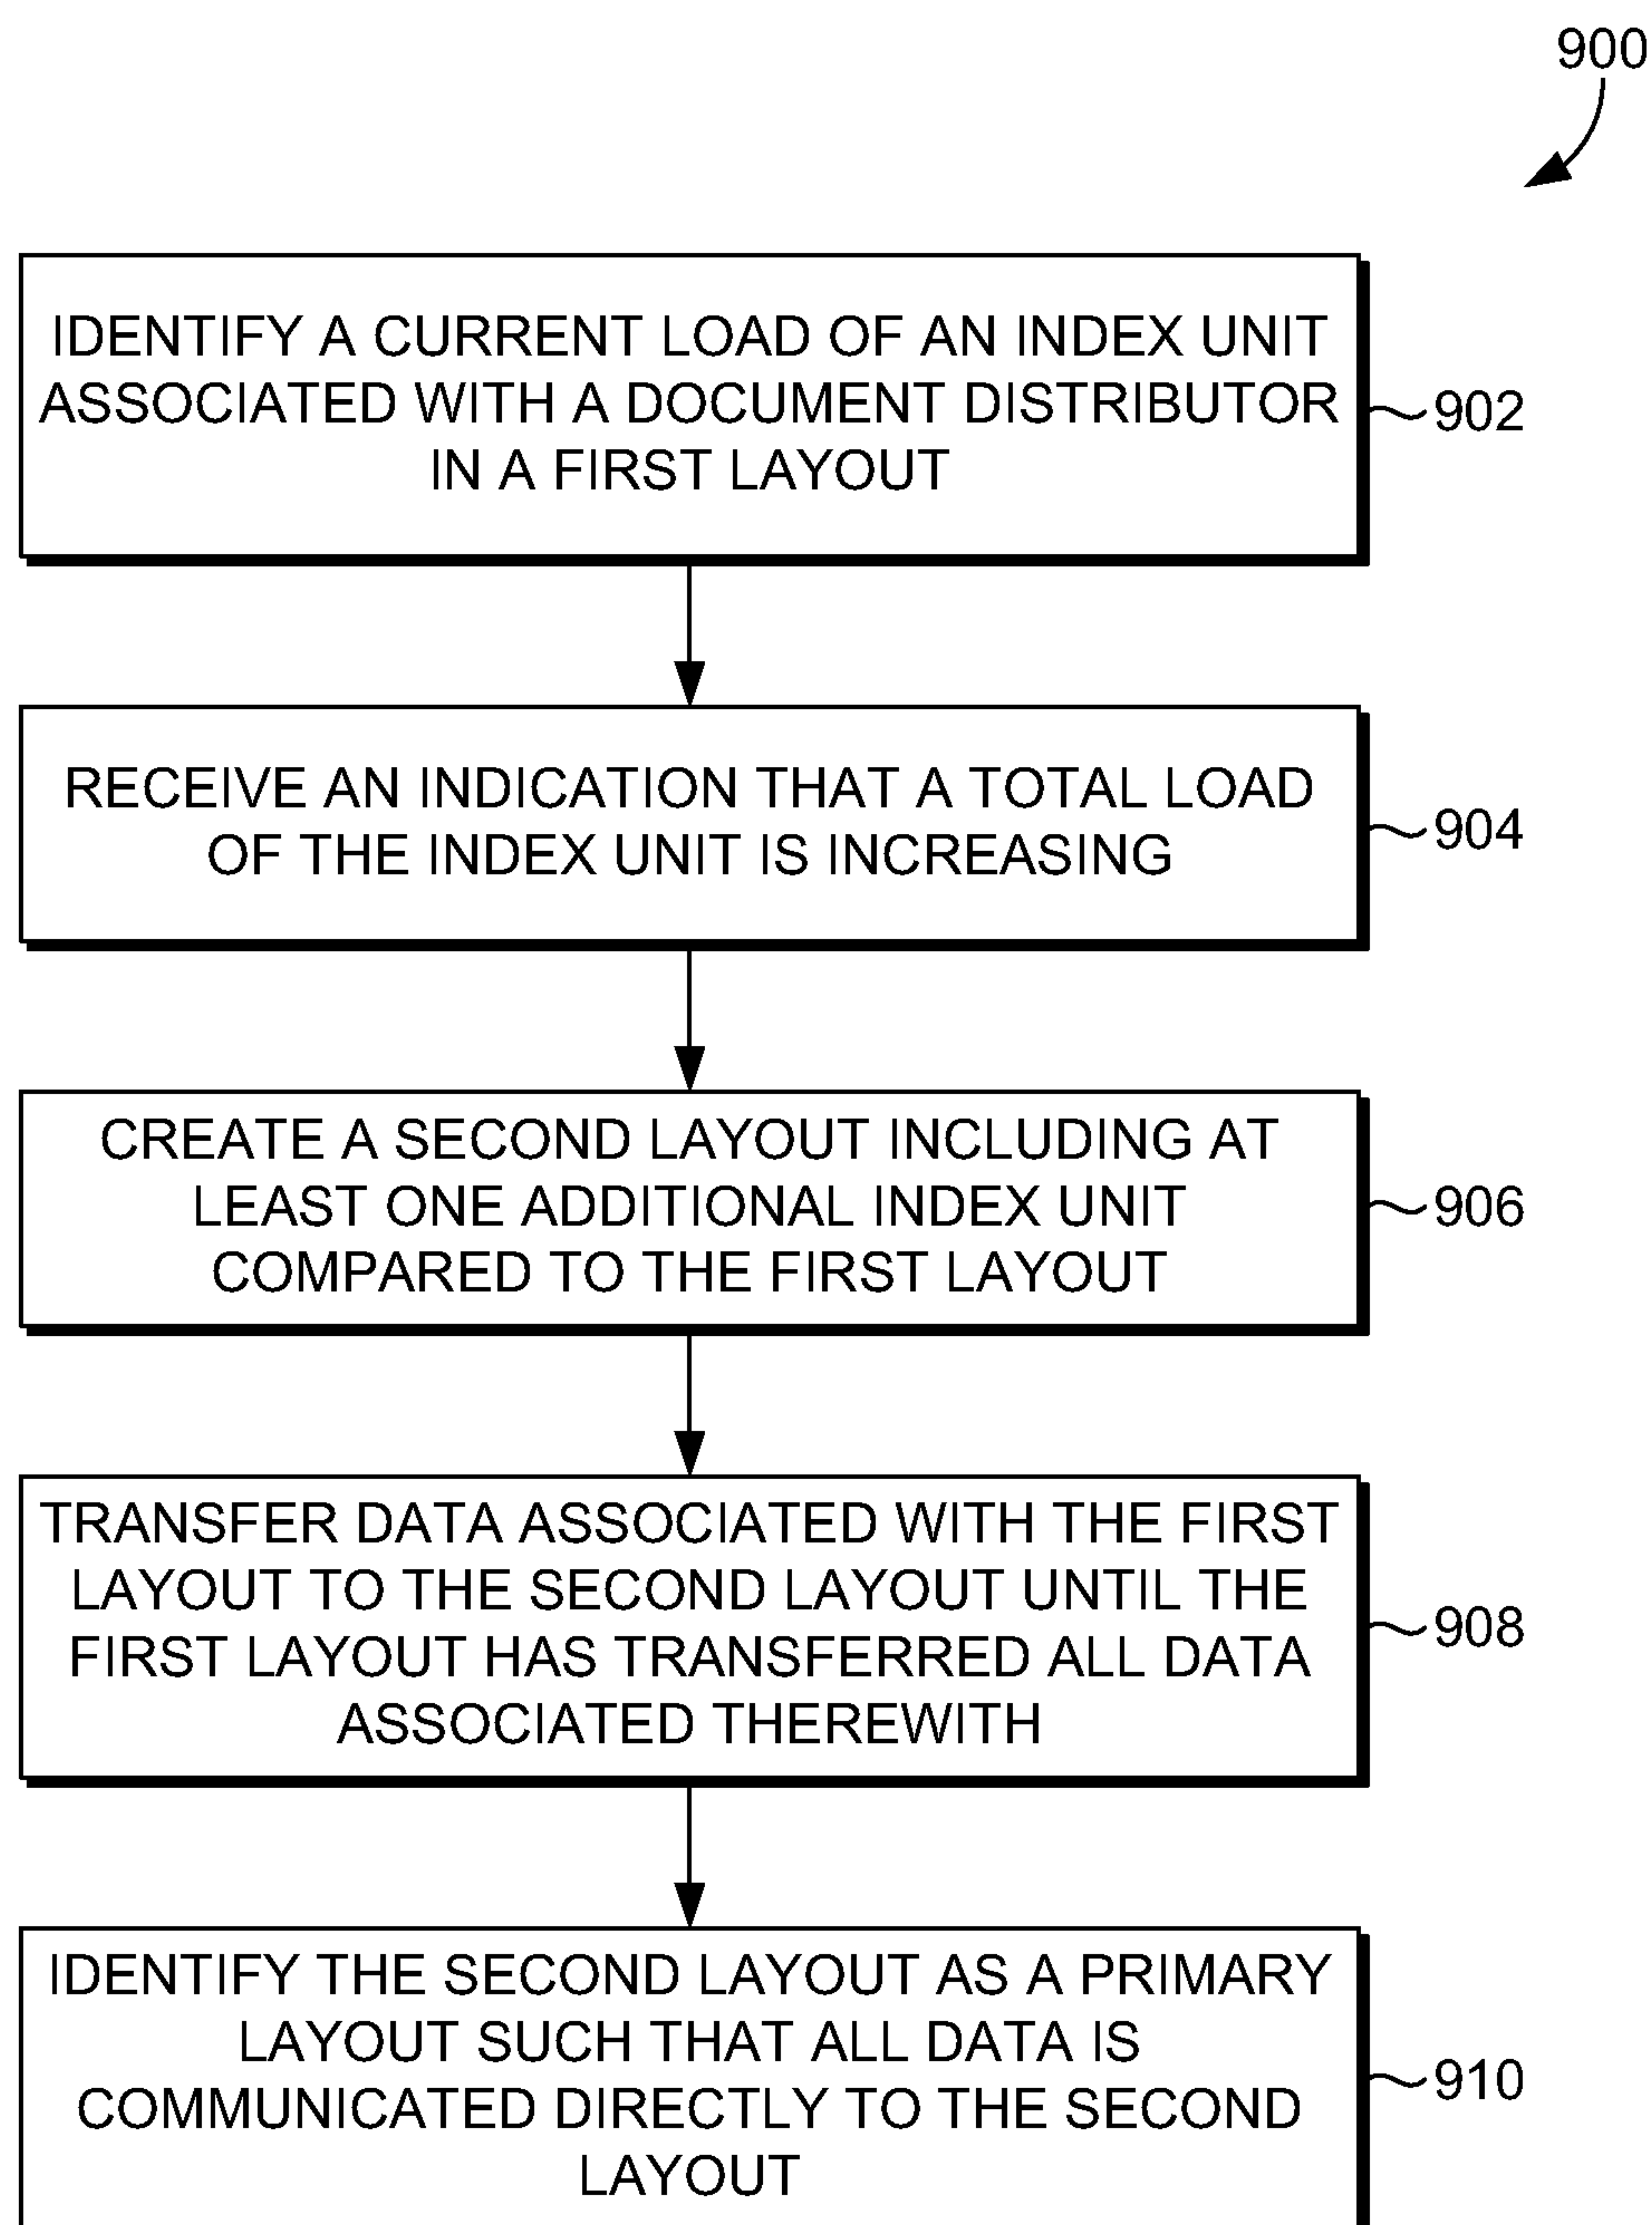 900
IDENTIFY A CURRENT LOAD OF AN INDEX UNIT
ASSOCIATED WITH A DOCUMENT DISTRIBUTOR
IN A FIRST LAYOUT
902
RECEIVE AN INDICATION THAT A TOTAL LOAD
OF THE INDEX UNIT IS INCREASING
904
CREATE A SECOND LAYOUT INCLUDING AT
LEAST ONE ADDITIONAL INDEX UNIT
COMPARED TO THE FIRST LAYOUT
906
TRANSFER DATA ASSOCIATED WITH THE FIRST
LAYOUT TO THE SECOND LAYOUT UNTIL THE
FIRST LAYOUT HAS TRANSFERRED ALL DATA
ASSOCIATED THEREWITH
908
IDENTIFY THE SECOND LAYOUT AS A PRIMARY
LAYOUT SUCH THAT ALL DATA IS
COMMUNICATED DIRECTLY TO THE SECOND
LAYOUT
910